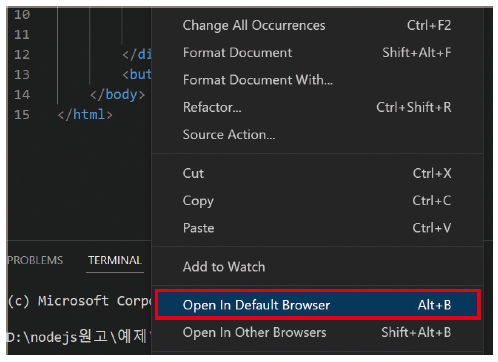 10
11
12 </di
13 <but
14 </body>
15 </html>
Change All Occurrences Ctrl+F2
Format Document Shift+Alt+F
Format Document With...
Refactor... Ctrl+Shift+R
Source Action...
Cut Ctrl+X
Copy Ctrl+C
Paste Ctrl+V
Add to Watch
Open In Default Browser Alt+B
Open In Other Browsers Shift+Alt+B
PROBLEMS TERMINAL
(c) Microsoft Corpo
D:\nodejs원고\예제\